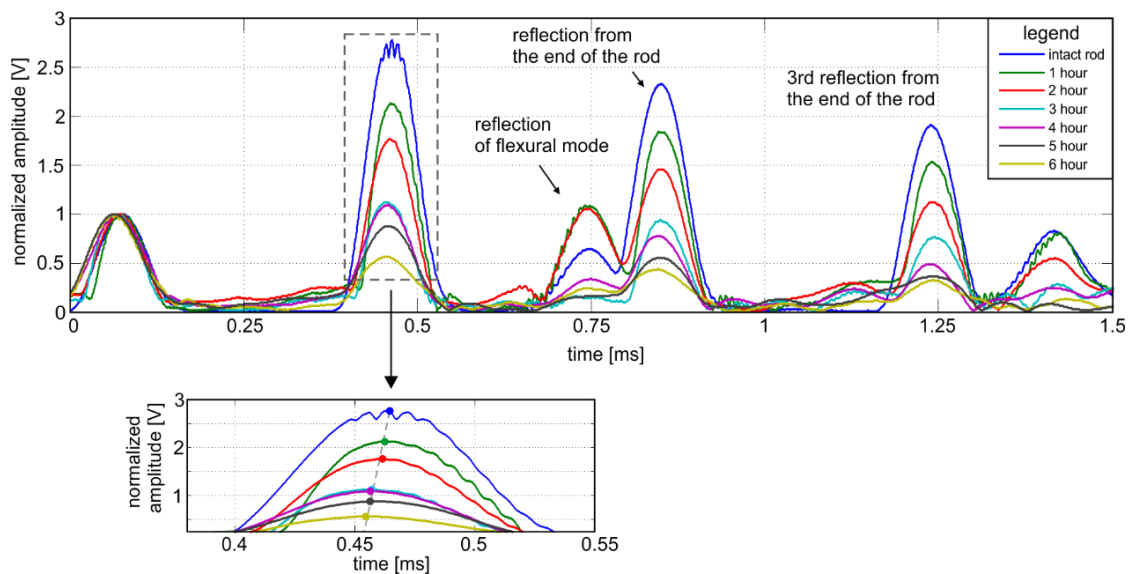 normalized amplitude [V]
3
2.5
2
1.5
1
0.5
0
reflection from
the end of the rod
reflection
of flexural mode
3rd reflection from
the end of the rod
legend
intact rod
1 hour
2 hour
3 hour
4 hour
5 hour
6 hour
0 0.25 0.5 0.75 1 1.25 1.5
time [ms]
normalized
amplitude [V]
3
2
1
0.4 0.45 0.5 0.55
time [ms]